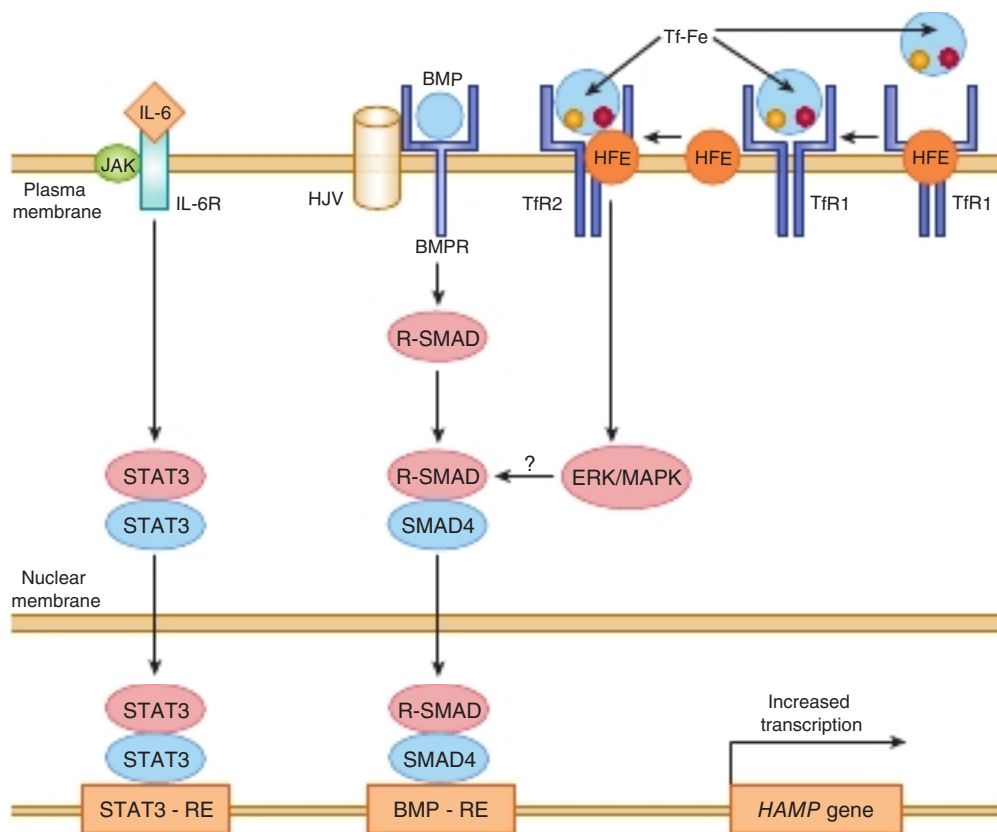 Tf-Fe
BMP
IL-6
JAK
HFE
HFE
HFE
Plasma
membrane
IL-6R
HJV
TfR2
TfR1
TfR1
BMPR
R-SMAD
STAT3
R-SMAD
?
ERK/MAPK
STAT3
SMAD4
Nuclear
membrane
STAT3
R-SMAD
Increased
transcription
STAT3
SMAD4
STAT3 - RE
BMP - RE
HAMP gene